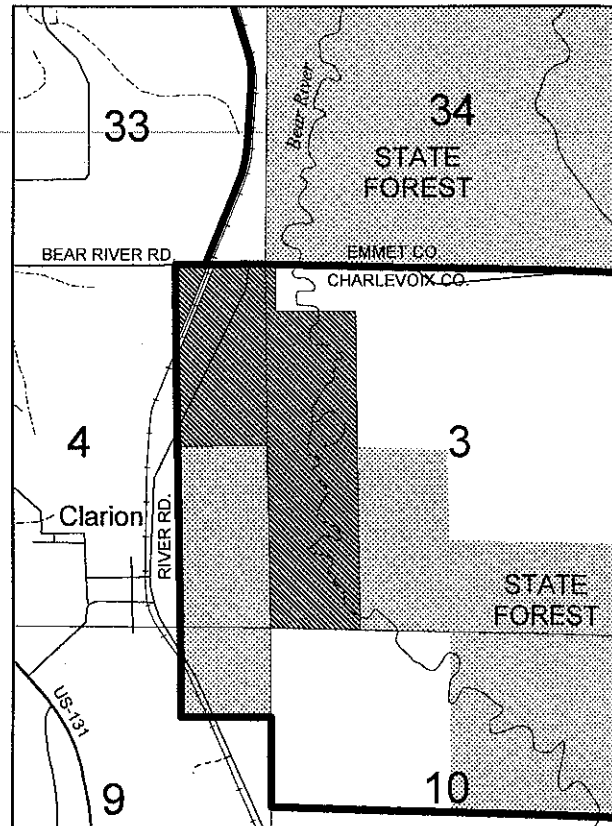 33
Bear River
34
STATE
FOREST
BEAR RIVER RD.
EMMET CO.
CHARLEVOIX CO.
4
3
Clarion
RIVER RD.
STATE
FOREST
US-131
9
10